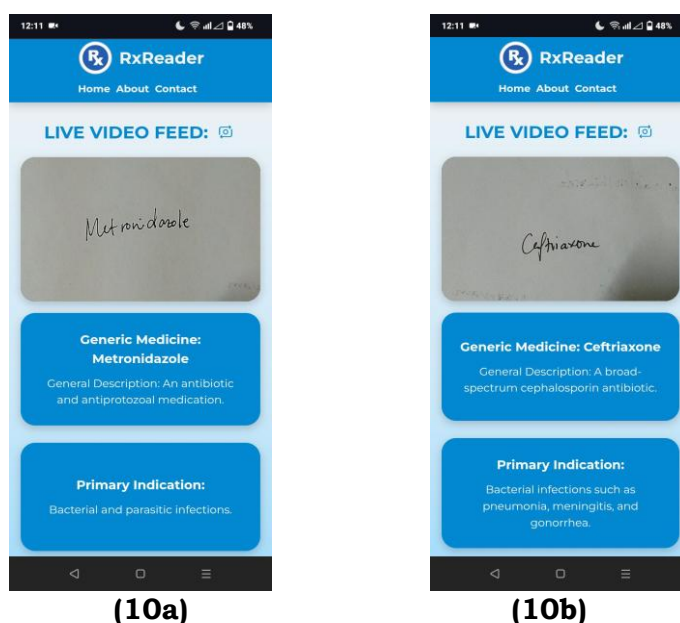 12:11 48%
RxReader
Home About Contact
LIVE VIDEO FEED:
Metronidazole
Generic Medicine:
Metronidazole
General Description: An antibiotic
and antiprotozoal medication.
Primary Indication:
Bacterial and parasitic infections.
(10a)
12:11 48%
RxReader
Home About Contact
LIVE VIDEO FEED:
Ceftriaxone
Generic Medicine: Ceftriaxone
General Description: A broad-
spectrum cephalosporin antibiotic.
Primary Indication:
Bacterial infections such as
pneumonia, meningitis, and
gonorrhea.
(10b)